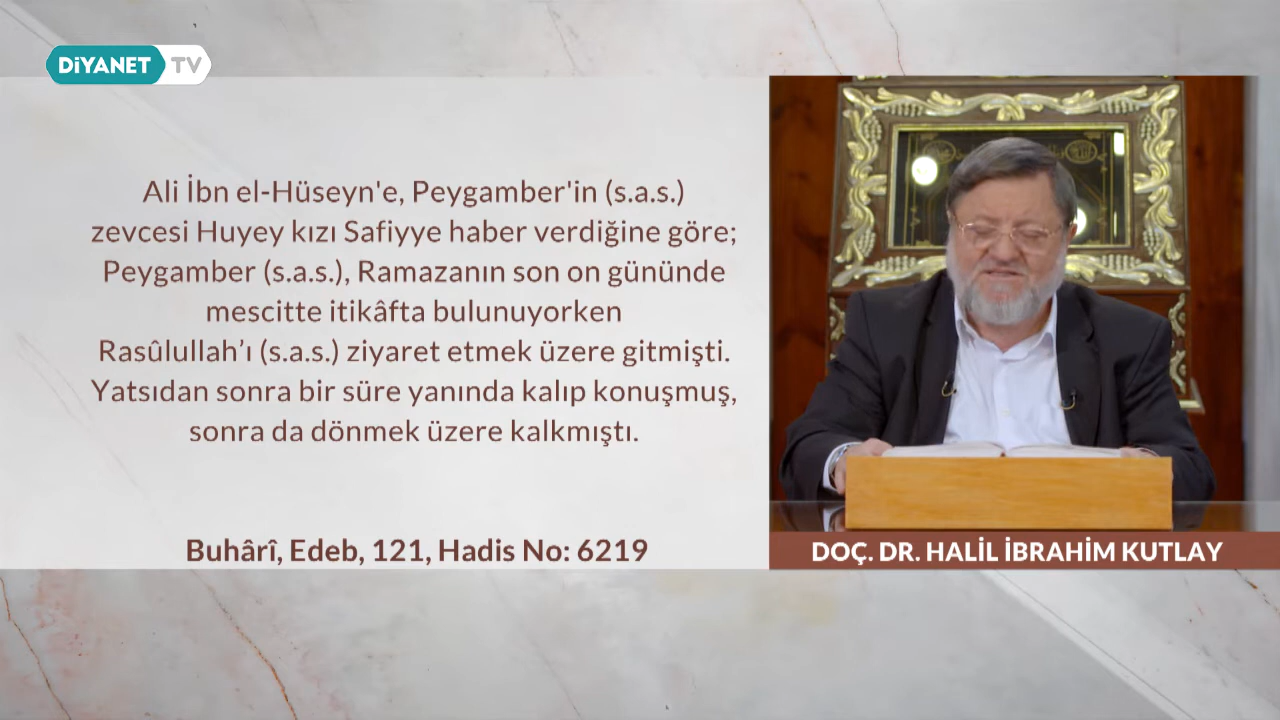 DİYANET TV
Ali İbn el-Hüseyn'e, Peygamber'in (s.a.s.)
zevcesi Huyey kızı Safiyye haber verdiğine göre;
Peygamber (s.a.s.), Ramazanın son on gününde
mescitte itikâfta bulunuyorken
Rasûlullah’ı (s.a.s.) ziyaret etmek üzere gitmişti.
Yatsıdan sonra bir süre yanında kalıp konuşmuş,
sonra da dönmek üzere kalkmıştı.
Buhârî, Edeb, 121, Hadis No: 6219
DOÇ. DR. HALİL İBRAHİM KUTLAY